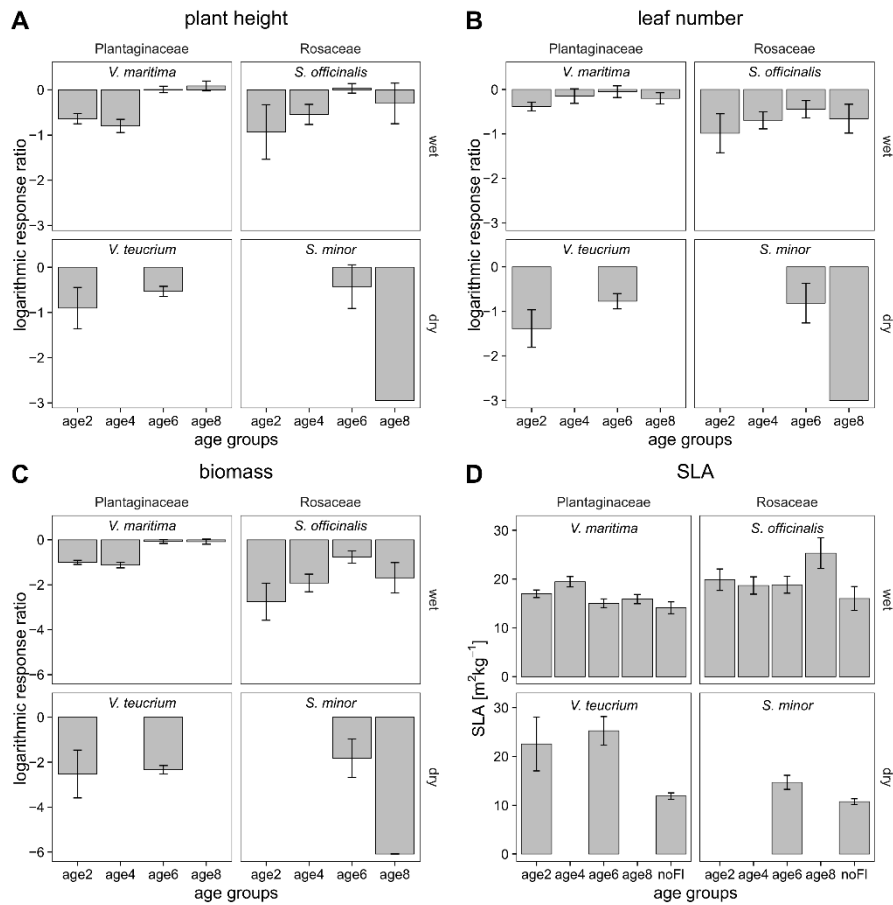 A plant height
Plantaginaceae Rosaceae
V. maritima S. officinalis
0
−1
−2
−3
wet
V. teucrium S. minor
0
−1
−2
−3
dry
logarithmic response ratio
age2 age4 age6 age8 age2 age4 age6 age8
age groups
B leaf number
Plantaginaceae Rosaceae
V. maritima S. officinalis
0
−1
−2
−3
wet
V. teucrium S. minor
0
−1
−2
−3
dry
logarithmic response ratio
age2 age4 age6 age8 age2 age4 age6 age8
age groups
C biomass
Plantaginaceae Rosaceae
V. maritima S. officinalis
0
−2
−4
−6
wet
V. teucrium S. minor
0
−2
−4
−6
dry
logarithmic response ratio
age2 age4 age6 age8 age2 age4 age6 age8
age groups
D SLA
Plantaginaceae Rosaceae
V. maritima S. officinalis
30
20
10
0
wet
V. teucrium S. minor
30
20
10
0
dry
SLA [m²kg⁻¹]
age2 age4 age6 age8 noFI age2 age4 age6 age8 noFI
age groups